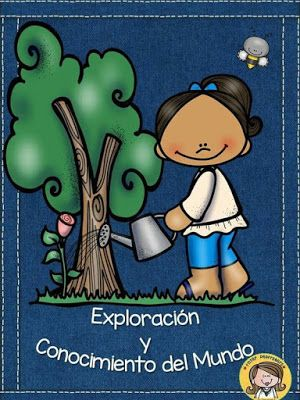 Exploración
y
Conocimiento del Mundo